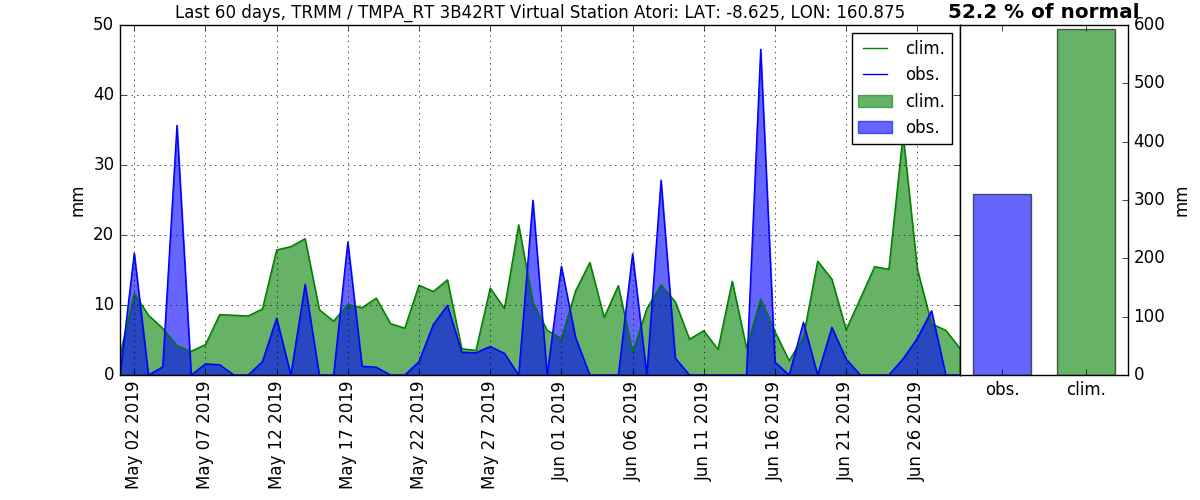 Last 60 days, TRMM / TMPA_RT 3B42RT Virtual Station Atori: LAT: -8.625, LON: 160.875
52.2 % of normal
50
40
30
20
10
0
mm
clim.
obs.
clim.
obs.
May 02 2019
May 07 2019
May 12 2019
May 17 2019
May 22 2019
May 27 2019
Jun 01 2019
Jun 06 2019
Jun 11 2019
Jun 16 2019
Jun 21 2019
Jun 26 2019
600
500
400
300
200
100
0
mm
obs.
clim.